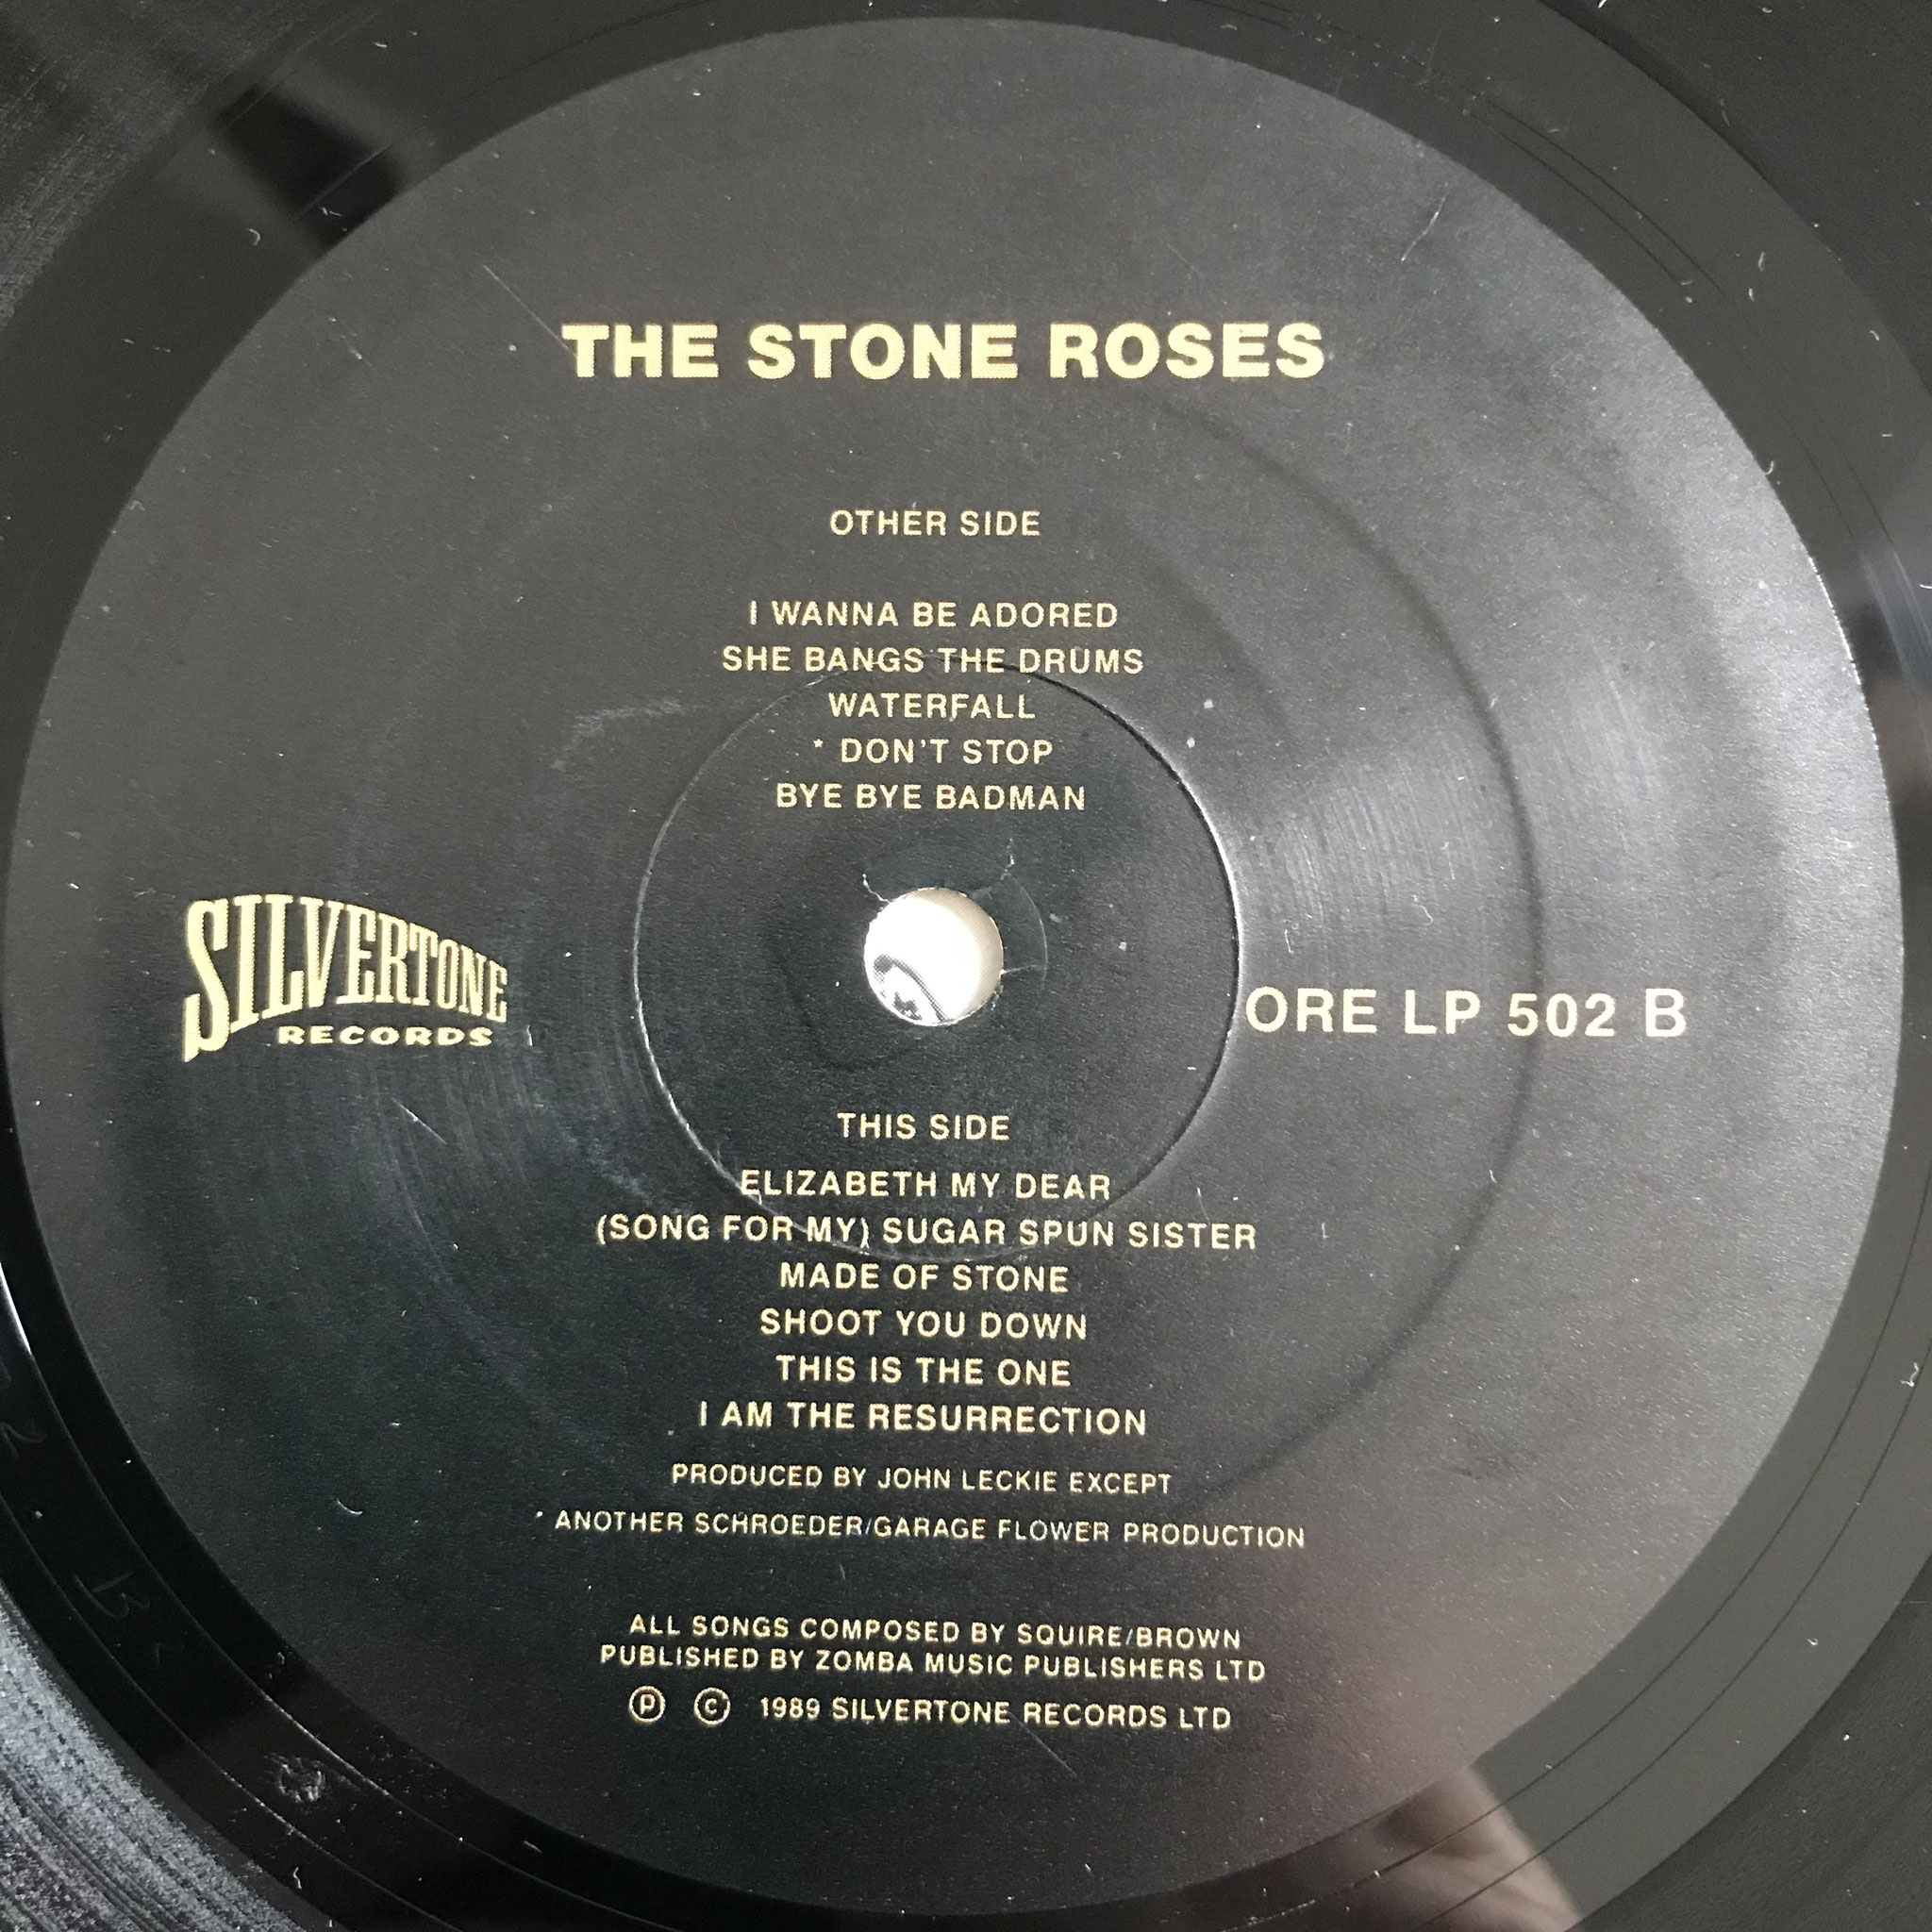 THE STONE ROSES
OTHER SIDE
I WANNA BE ADORED
SHE BANGS THE DRUMS
WATERFALL
* DON'T STOP
BYE BYE BADMAN
SILVERTONE
RECORDS
ORE LP 502 B
THIS SIDE
ELIZABETH MY DEAR
(SONG FOR MY) SUGAR SPUN SISTER
MADE OF STONE
SHOOT YOU DOWN
THIS IS THE ONE
I AM THE RESURRECTION
PRODUCED BY JOHN LECKIE EXCEPT
* ANOTHER SCHROEDER/GARAGE FLOWER PRODUCTION
ALL SONGS COMPOSED BY SQUIRE/BROWN
PUBLISHED BY ZOMBA MUSIC PUBLISHERS LTD
Ⓟ © 1989 SILVERTONE RECORDS LTD